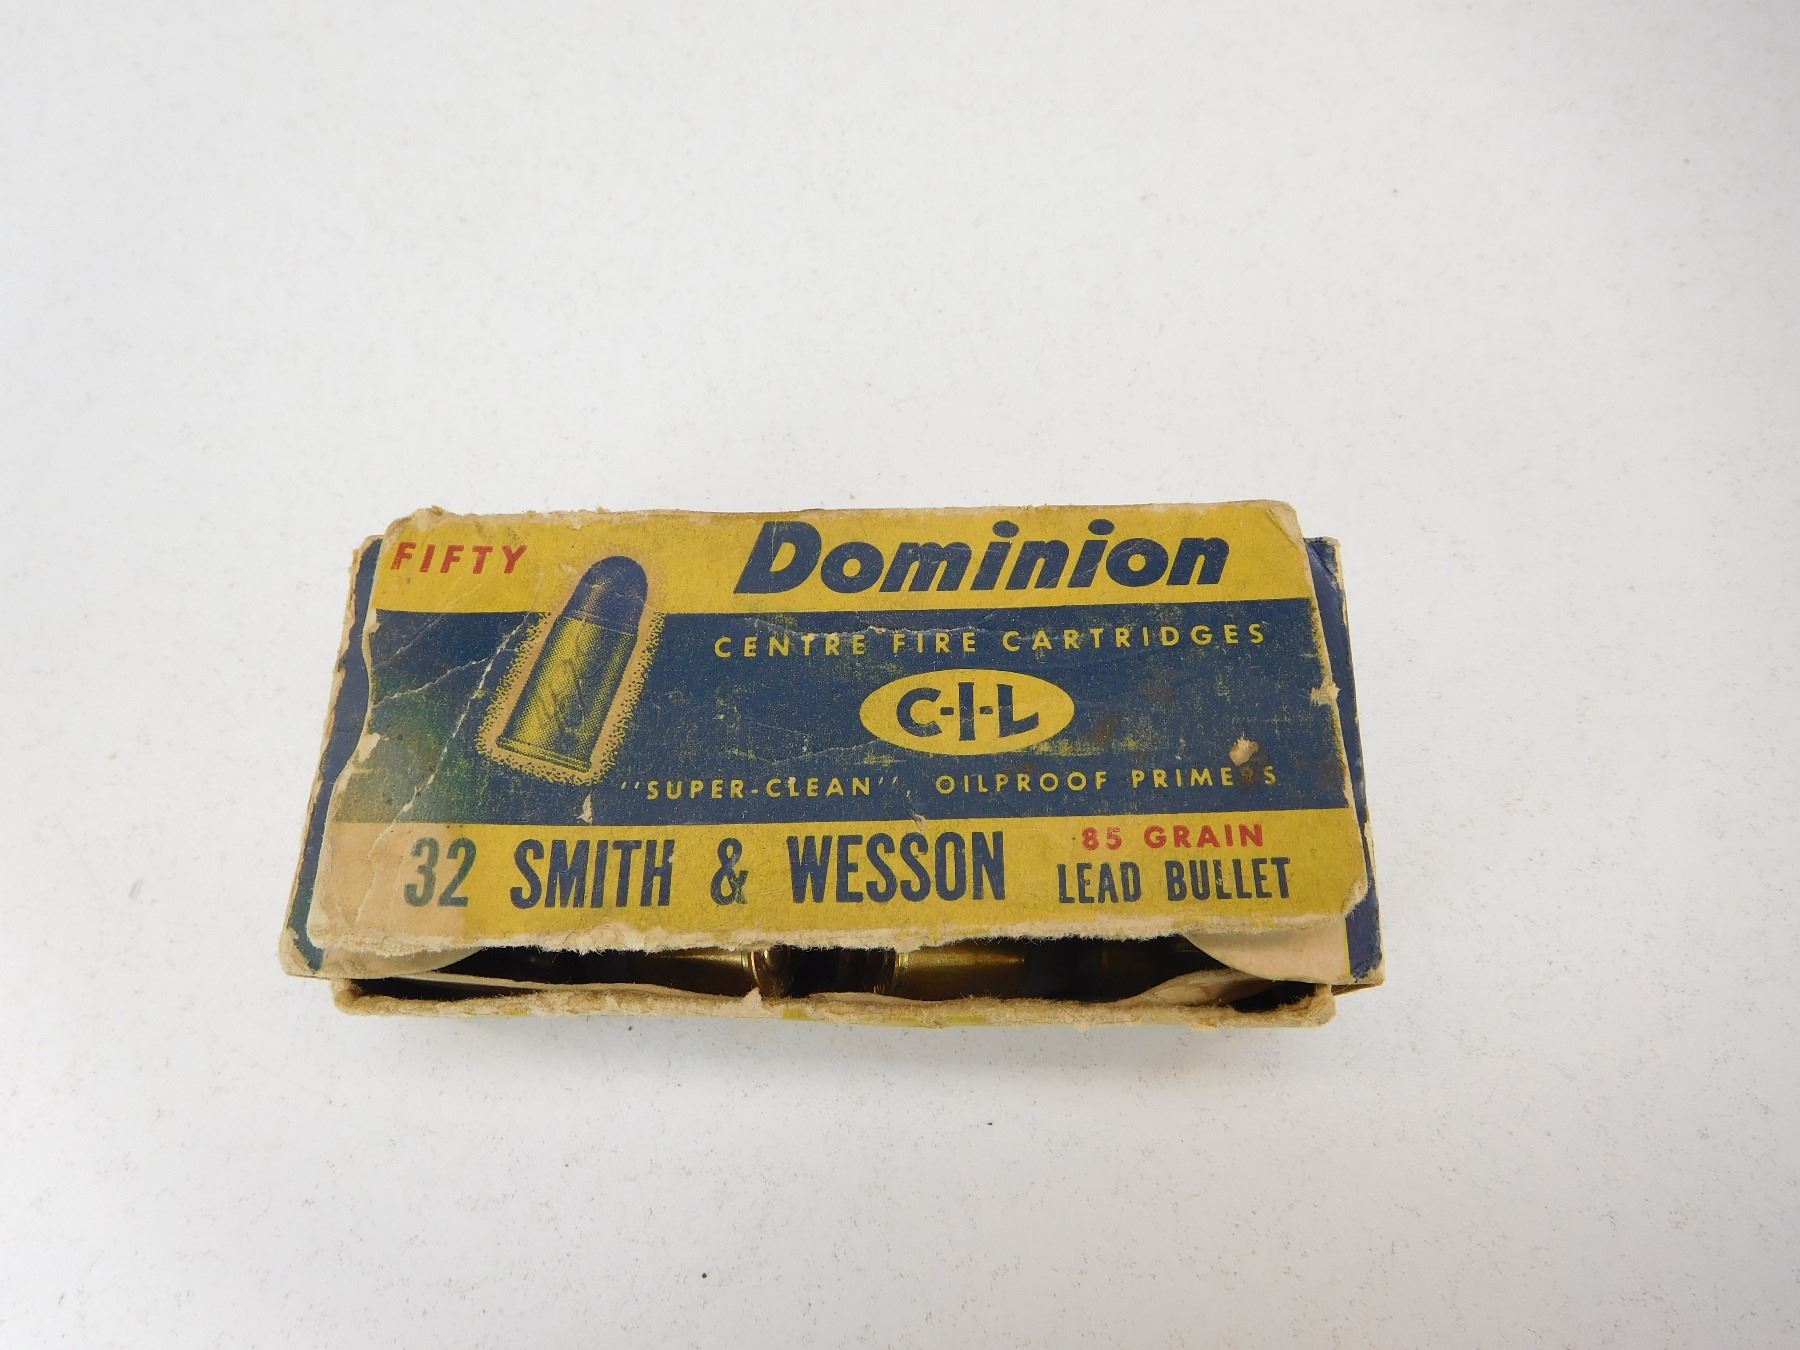 FIFTY
Dominion
CENTRE FIRE CARTRIDGES
C-I-L
"SUPER-CLEAN" OILPROOF PRIMERS
32 SMITH & WESSON
85 GRAIN
LEAD BULLET